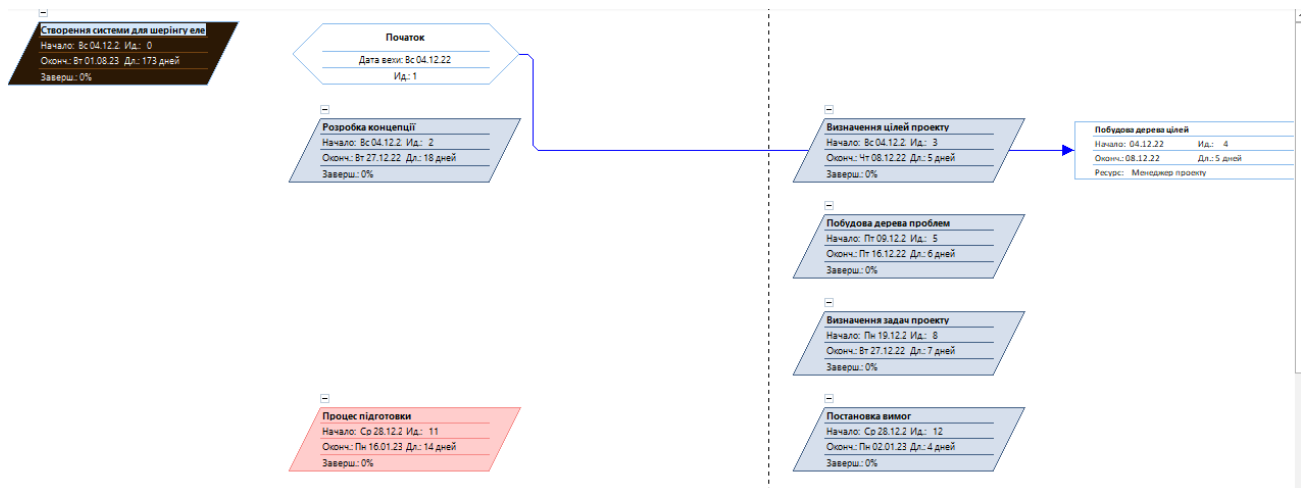 Створення системи для шерінгу еле
Начало: Вс 04.12.2 Ид.: 0
Оконч.: Вт 01.08.23 Дл.: 173 дней
Заверш.: 0%
Початок
Дата вехи: Вс 04.12.22
Ид.: 1
Розробка концепції
Начало: Вс 04.12.2. Ид.: 2
Оконч.: Вт 27.12.22 Дл.: 18 дней
Заверш.: 0%
Визначення цілей проекту
Начало: Вс 04.12.2. Ид.: 3
Оконч.: Чт 08.12.22 Дл.: 5 дней
Заверш.: 0%
Побудова дерева цілей
Начало: 04.12.22 Ид.: 4
Оконч.: 08.12.22 Дл.: 5 дней
Ресурс: Менеджер проекту
Побудова дерева проблем
Начало: Пт 09.12.2 Ид.: 5
Оконч.: Пт 16.12.22 Дл.: 6 дней
Заверш.: 0%
Визначення задач проекту
Начало: Пн 19.12.2 Ид.: 8
Оконч.: Вт 27.12.22 Дл.: 7 дней
Заверш.: 0%
Процес підготовки
Начало: Ср 28.12.2 Ид.: 11
Оконч.: Пн 16.01.23 Дл.: 14 дней
Заверш.: 0%
Постановка вимог
Начало: Ср 28.12.2 Ид.: 12
Оконч.: Пн 02.01.23 Дл.: 4 дней
Заверш.: 0%